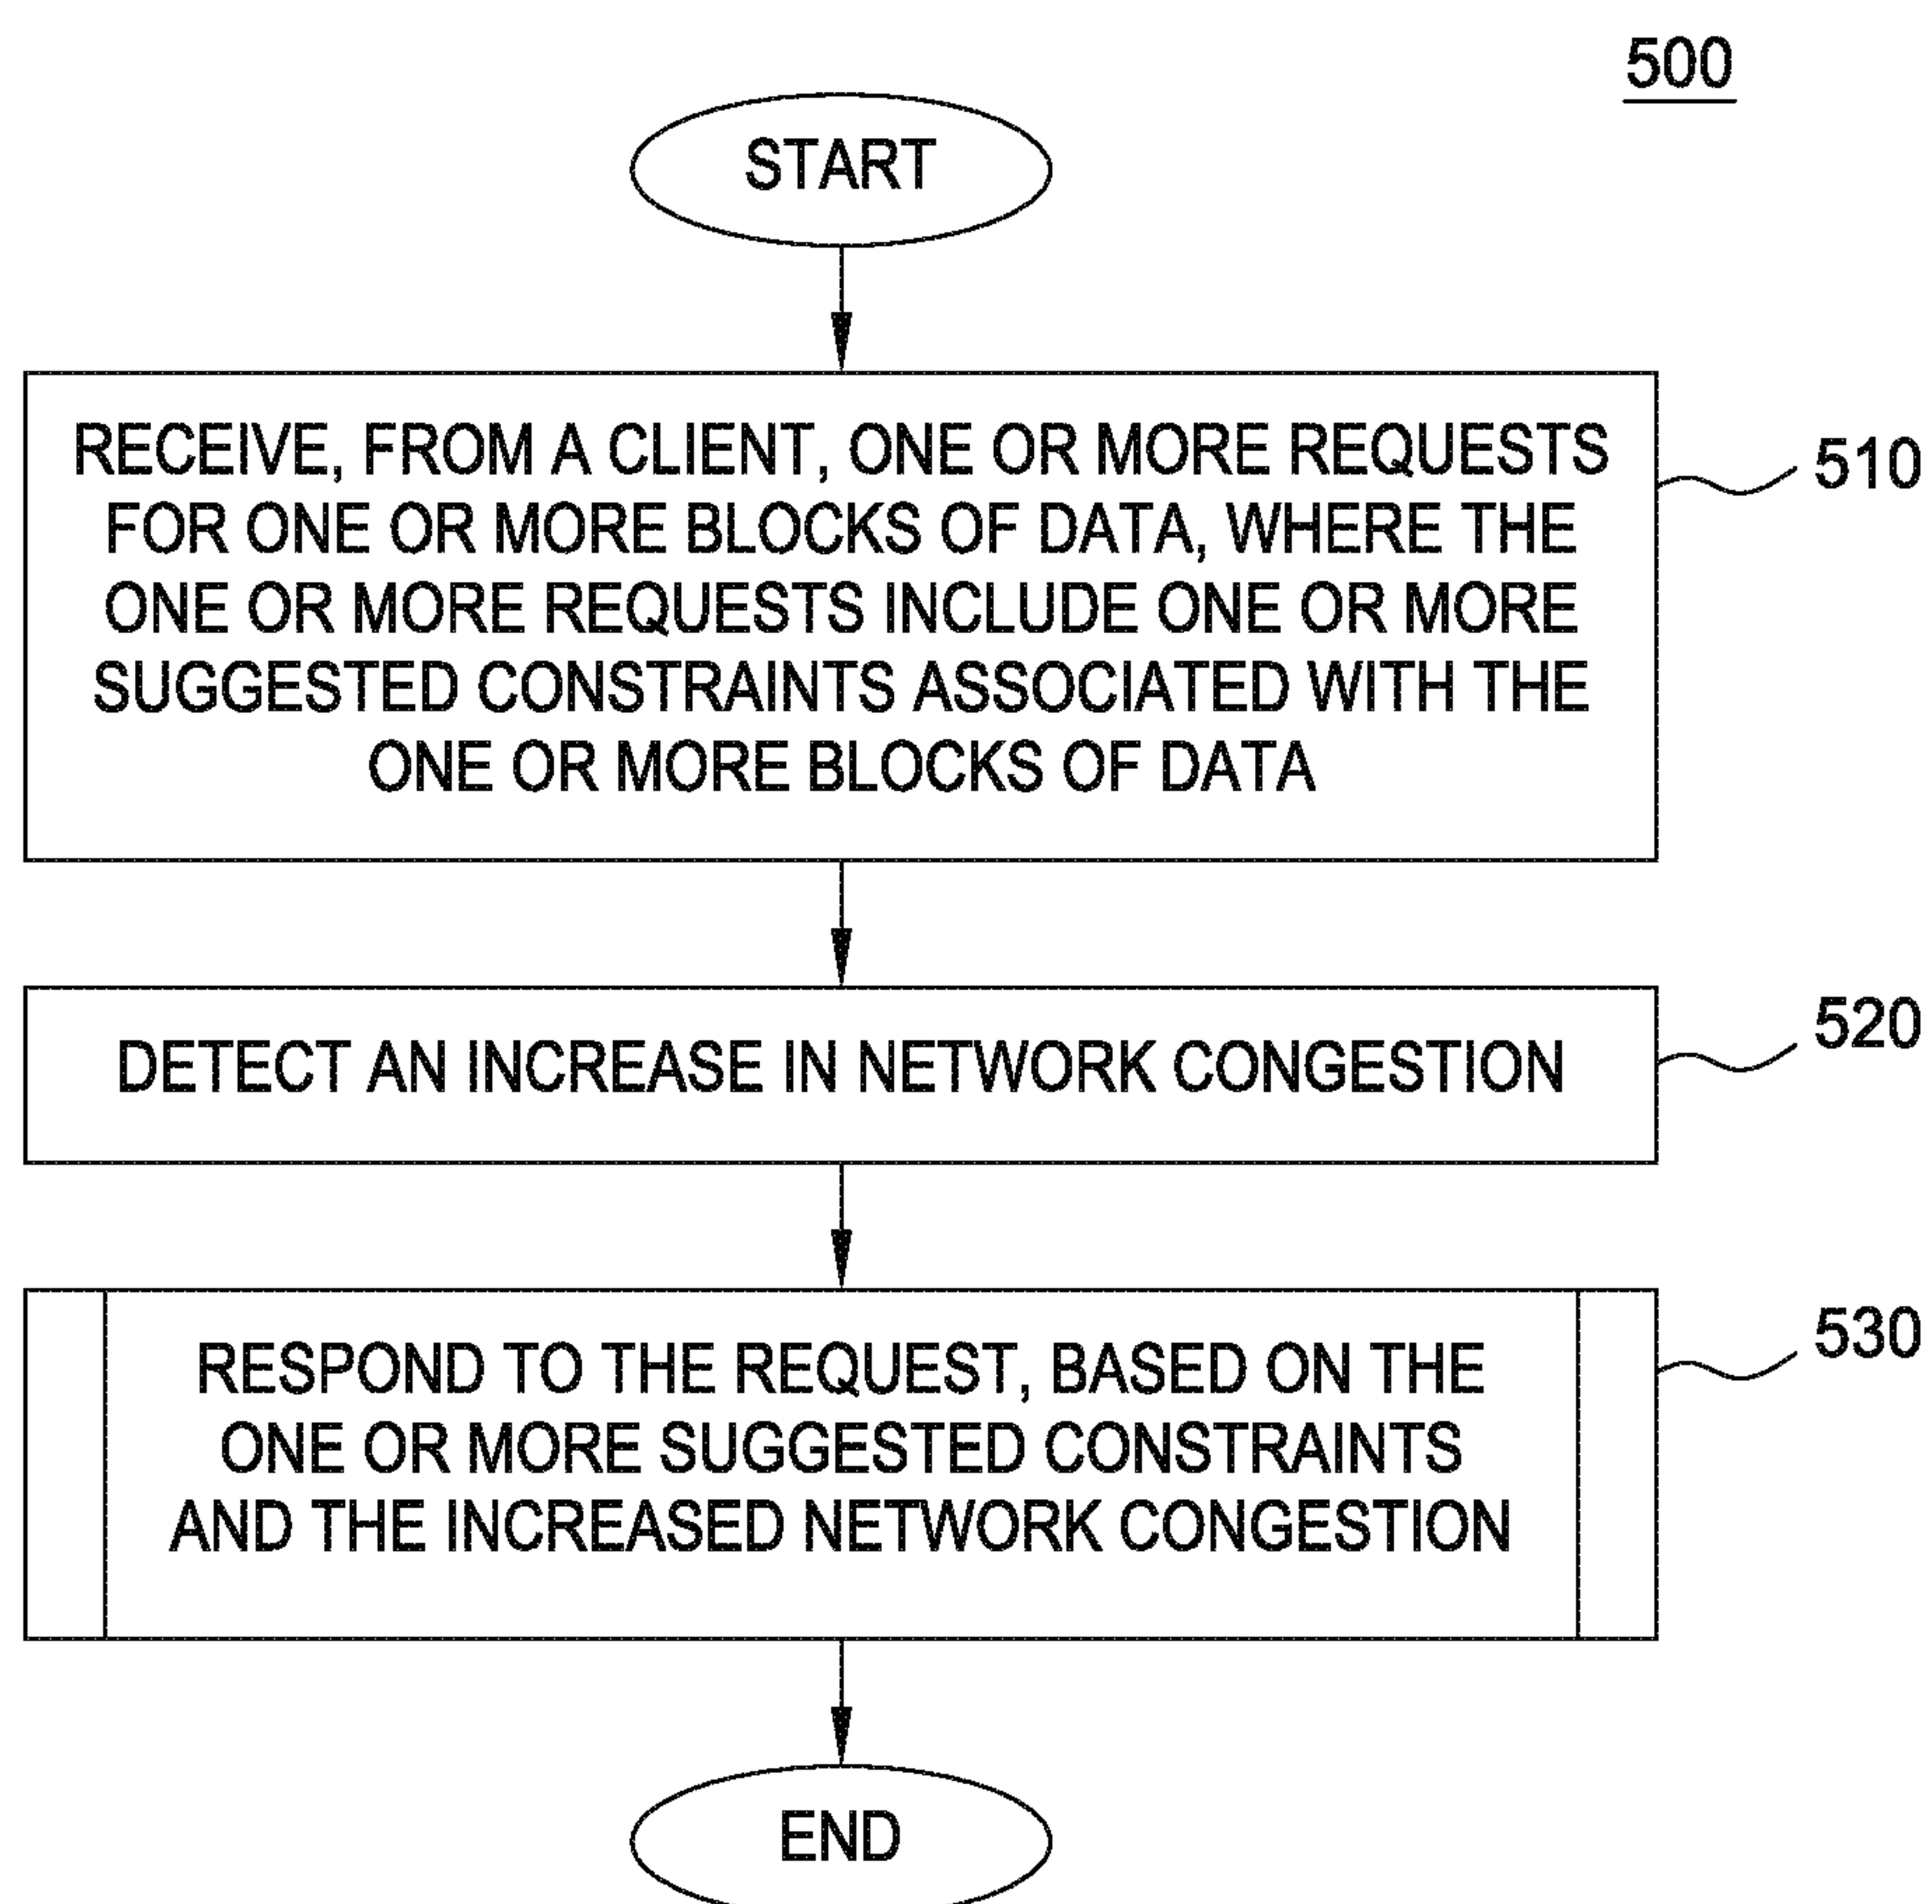 500
START
RECEIVE, FROM A CLIENT, ONE OR MORE REQUESTS
FOR ONE OR MORE BLOCKS OF DATA, WHERE THE
ONE OR MORE REQUESTS INCLUDE ONE OR MORE
SUGGESTED CONSTRAINTS ASSOCIATED WITH THE
ONE OR MORE BLOCKS OF DATA
510
DETECT AN INCREASE IN NETWORK CONGESTION
520
RESPOND TO THE REQUEST, BASED ON THE
ONE OR MORE SUGGESTED CONSTRAINTS
AND THE INCREASED NETWORK CONGESTION
530
END